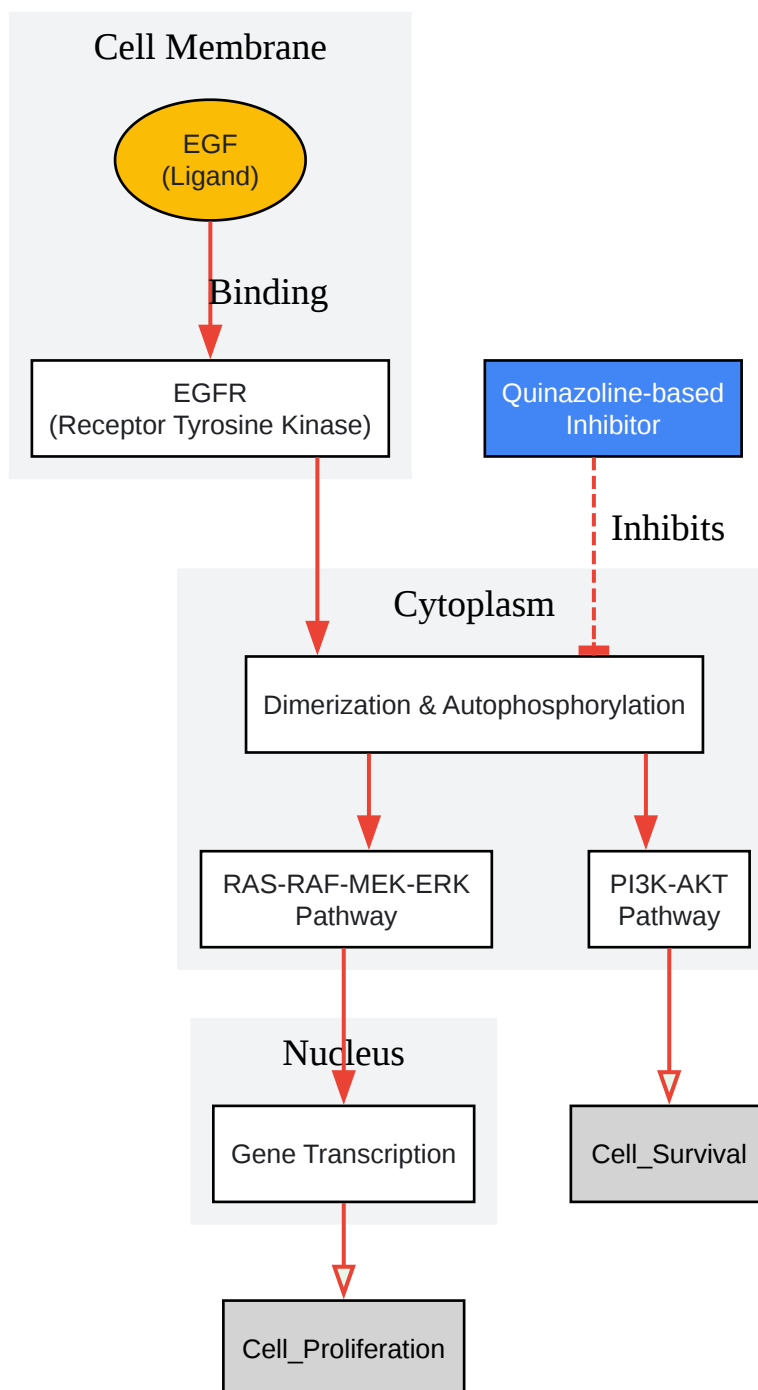 Cell Membrane
EGF
(Ligand)
Binding
EGFR
(Receptor Tyrosine Kinase)
Quinazoline-based
Inhibitor
Inhibits
Cytoplasm
Dimerization & Autophosphorylation
RAS-RAF-MEK-ERK
Pathway
PI3K-AKT
Pathway
Nucleus
Gene Transcription
Cell_Survival
Cell_Proliferation